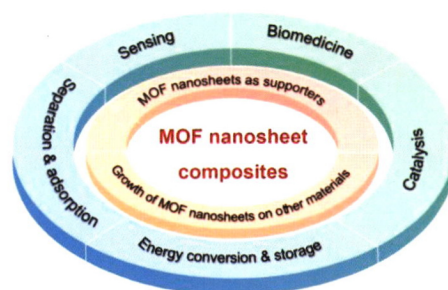 Sensing
Biomedicine
Separation & adsorption
Catalysis
Energy conversion & storage
MOF nanosheets as supporters
Growth of MOF nanosheets on other materials
MOF nanosheet
composites